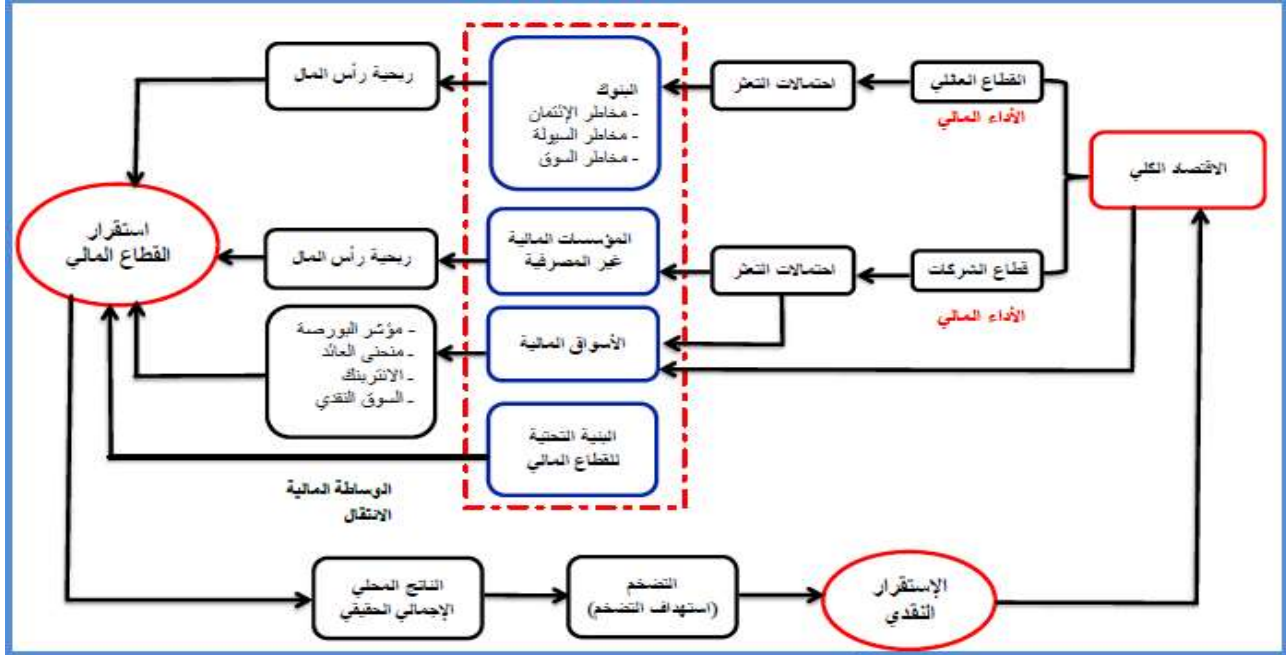 القطاع العائلي
الأداء المالي
احتمالات التعثر
البنوك
- مخاطر الإئتمان
- مخاطر السيولة
- مخاطر السوق
ربحية رأس المال
الاقتصاد الكلي
قطاع الشركات
الأداء المالي
احتمالات التعثر
المؤسسات المالية
غير المصرفية
ربحية رأس المال
استقرار
القطاع المالي
الأسواق المالية
- مؤشر البورصة
- منحنى العائد
- الانتربنك
- السوق النقدي
البنية التحتية
للقطاع المالي
الوساطة المالية
الانتقال
الناتج المحلي
الإجمالي الحقيقي
التضخم
(استهداف التضخم)
الإستقرار
النقدي